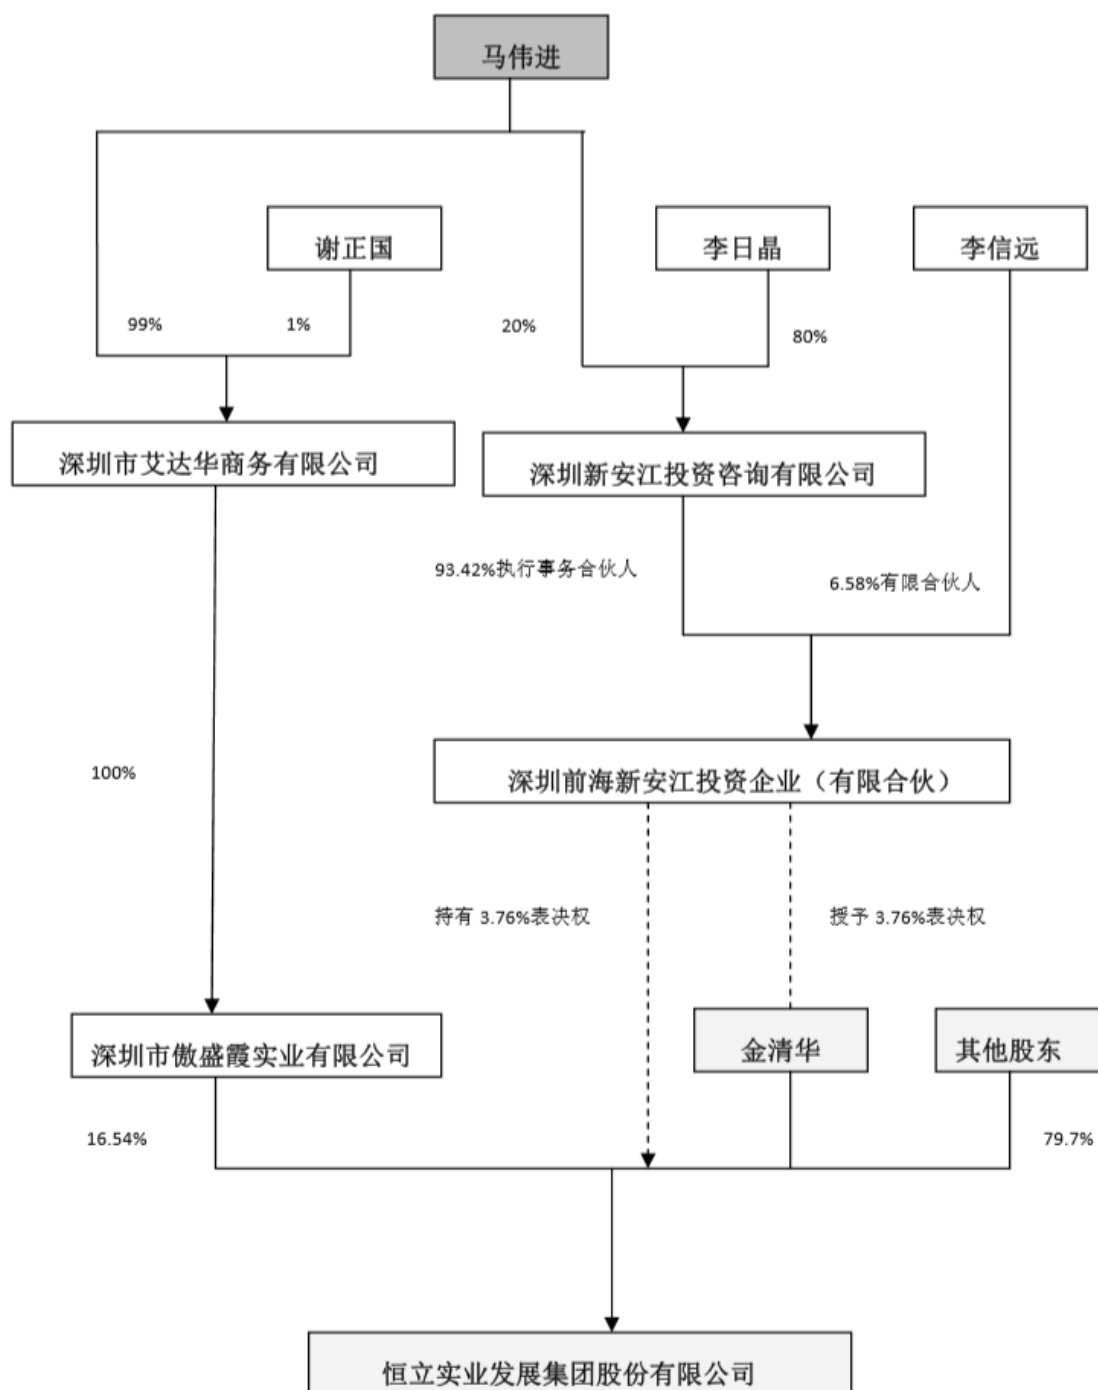 马伟进
谢正国
李日晶
李信远
99%
1%
20%
80%
深圳市艾达华商务有限公司
深圳新安江投资咨询有限公司
93.42%执行事务合伙人
6.58%有限合伙人
100%
深圳前海新安江投资企业（有限合伙）
持有 3.76%表决权
授予 3.76%表决权
深圳市傲盛霞实业有限公司
金清华
其他股东
16.54%
79.7%
恒立实业发展集团股份有限公司